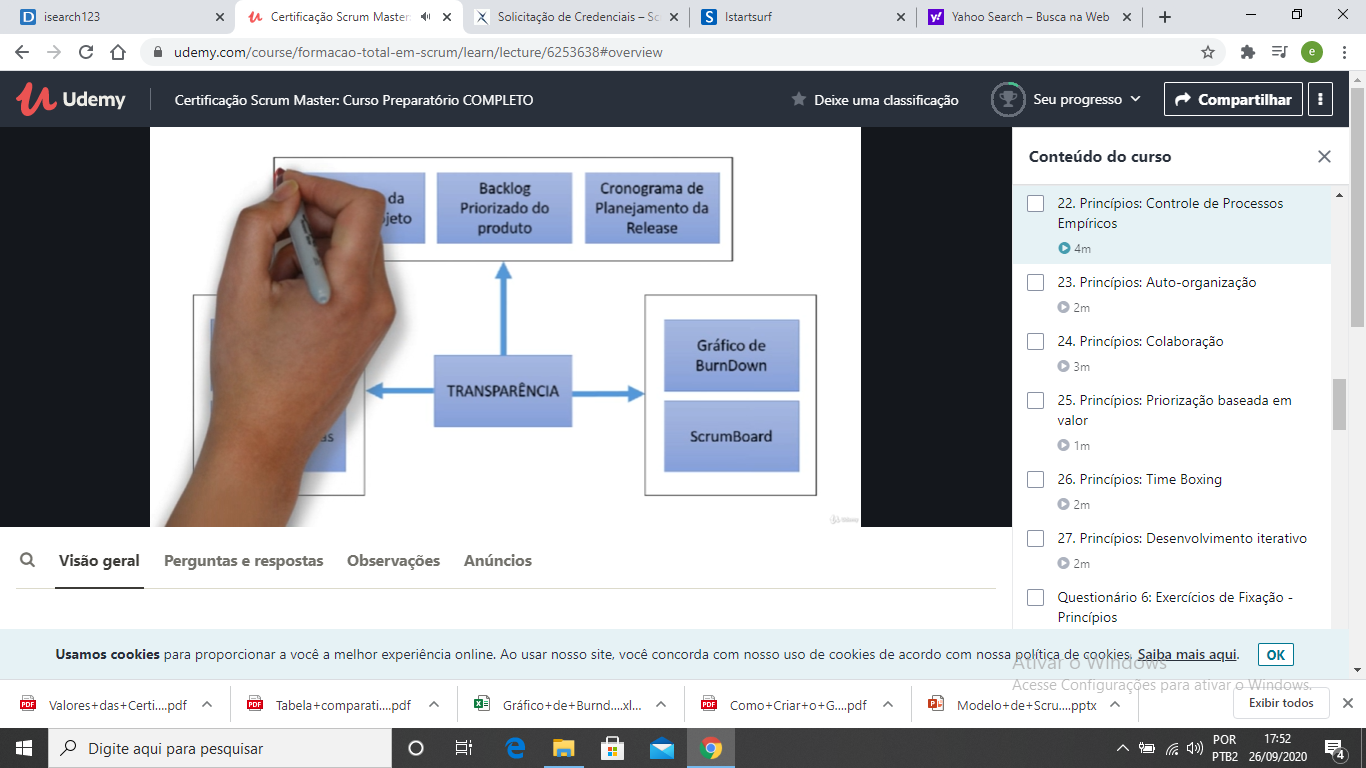 isearch123
Certificação Scrum Master
Solicitação de Credenciais – Sc
Istartsurf
Yahoo Search – Busca na Web
udemy.com/course/formacao-total-em-scrum/learn/lecture/6253638#overview
e
Udemy
Certificação Scrum Master: Curso Preparatório COMPLETO
Deixe uma classificação
Seu progresso
Compartilhar
da
Backlog
Priorizado do
produto
Cronograma de
Planejamento da
Release
TRANSPARÊNCIA
Gráfico de
BurnDown
ScrumBoard
Udemy
Conteúdo do curso
22. Princípios: Controle de Processos
Empíricos
4m
23. Princípios: Auto-organização
2m
24. Princípios: Colaboração
3m
25. Princípios: Priorização baseada em
valor
1m
26. Princípios: Time Boxing
2m
27. Princípios: Desenvolvimento iterativo
2m
Questionário 6: Exercícios de Fixação -
Princípios
Visão geral
Perguntas e respostas
Observações
Anúncios
Usamos cookies para proporcionar a você a melhor experiência online. Ao usar nosso site, você concorda com nosso uso de cookies de acordo com nossa política de cookies. Saiba mais aqui.
OK
Ativar o Windows
Acesse Configurações para ativar o Windows.
Valores+das+Certi....pdf
Tabela+comparati....pdf
Gráfico+de+Burnd....xl...
Como+Criar+o+G....pdf
Modelo+de+Scru....pptx
Exibir todos
Digite aqui para pesquisar
POR
PTB2
17:52
26/09/2020
4